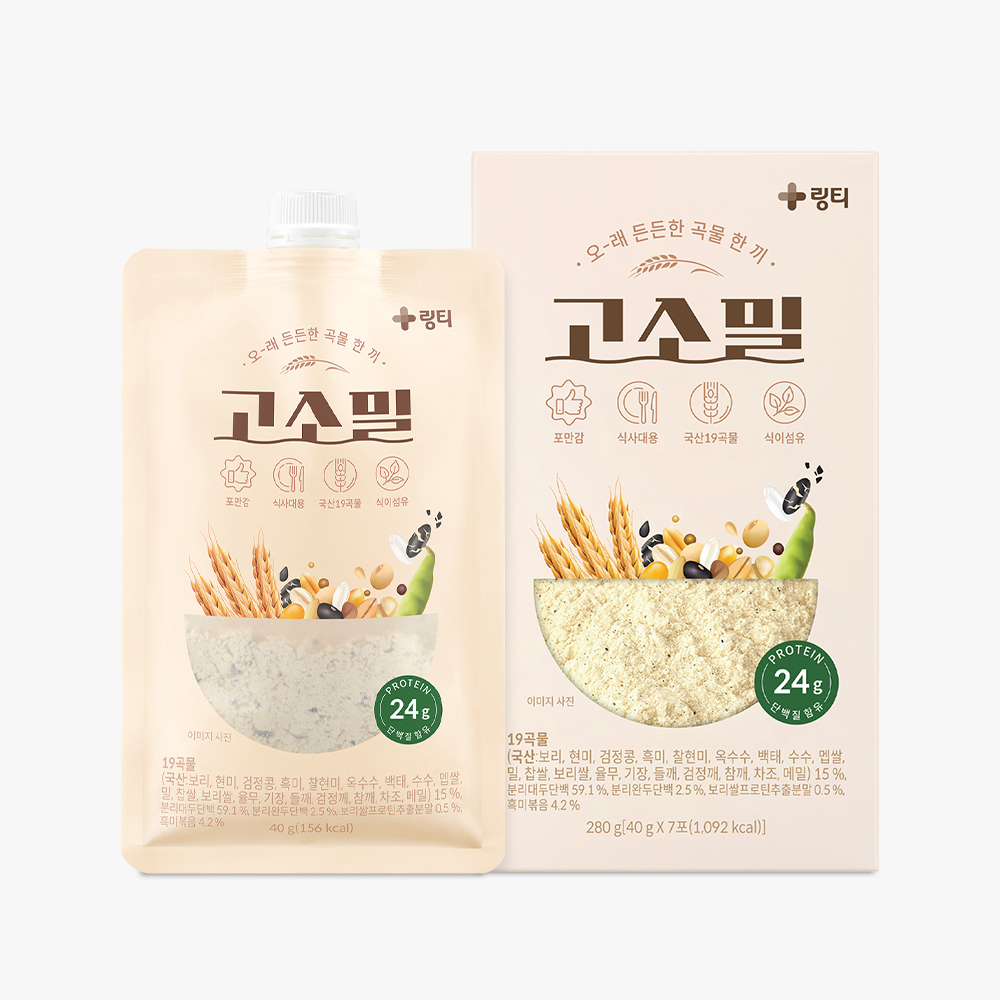 링티
오-래 든든한 곡물 한 끼
고소밀
포만감 식사대용 국산19곡물 식이섬유
PROTEIN
24g
단백질 함유
이미지 사진
19곡물
(국산:보리, 현미, 검정콩, 흑미, 찰현미, 옥수수, 백태, 수수, 멥쌀,
밀, 찹쌀, 보리쌀, 율무, 기장, 들깨, 검정깨, 참깨, 차조, 메밀) 15 %,
분리대두단백 59.1 %, 분리완두단백 2.5 %, 보리쌀프로틴추출분말 0.5 %,
흑미볶음 4.2 %
40 g(156 kcal)
링티
· 오-래 든든한 곡물 한 끼 ·
고소밀
포만감 식사대용 국산19곡물 식이섬유
PROTEIN
24g
단백질 함유
이미지 사진
19곡물
(국산:보리, 현미, 검정콩, 흑미, 찰현미, 옥수수, 백태, 수수, 멥쌀,
밀, 찹쌀, 보리쌀, 율무, 기장, 들깨, 검정깨, 참깨, 차조, 메밀) 15 %,
분리대두단백 59.1 %, 분리완두단백 2.5 %, 보리쌀프로틴추출분말 0.5 %,
흑미볶음 4.2 %
280 g[40 g X 7포(1,092 kcal)]